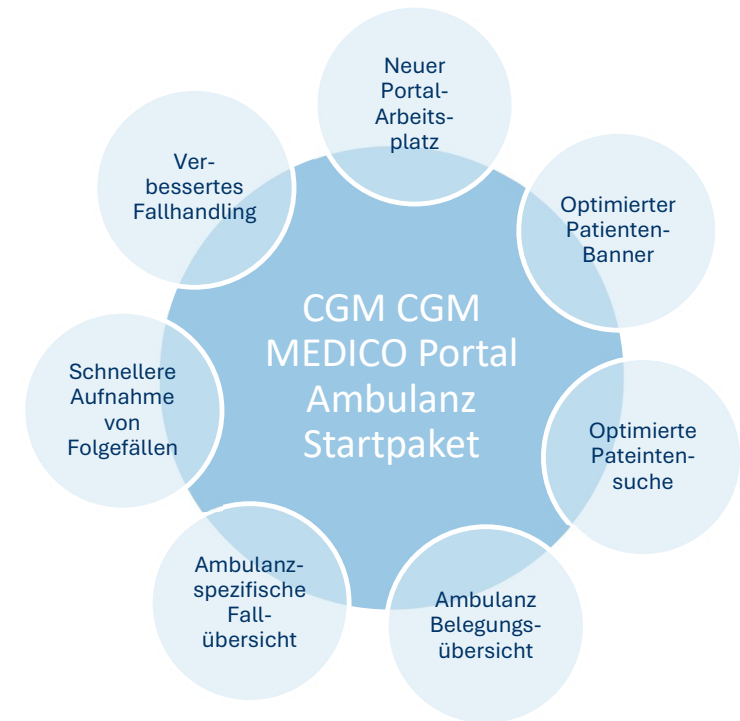 Neuer
Portal-
Arbeits-
platz
Optimierter
Patienten-
Banner
Optimierte
Pateinten-
suche
Ambulanz
Belegungs-
übersicht
Ambulanz-
spezifische
Fall-
übersicht
Schnellere
Aufnahme
von
Folgefällen
Ver-
bessertes
Fallhandling
CGM CGM
MEDICO Portal
Ambulanz
Startpaket